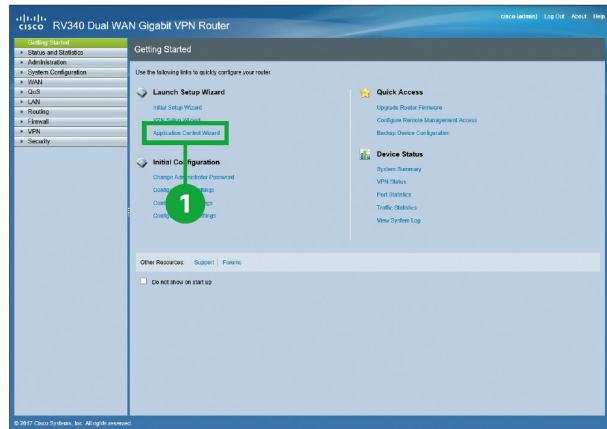 cisco RV340 Dual WAN Gigabit VPN Router
cisco (admin) Log Out About Help
Getting Started
Status and Statistics
Administration
System Configuration
WAN
QoS
LAN
Routing
Firewall
VPN
Security
Getting Started
Use the following links to quickly configure your router.
Launch Setup Wizard
Initial Setup Wizard
VPN Setup Wizard
Application Control Wizard
1
Initial Configuration
Change Administrator Password
Quick Access
Upgrade Router Firmware
Configure Remote Management Access
Backup Device Configuration
Device Status
System Summary
VPN Status
Port Statistics
Traffic Statistics
View System Log
Other Resources: Support Forums
Do not show on start up
© 2017 Cisco Systems, Inc. All rights reserved.